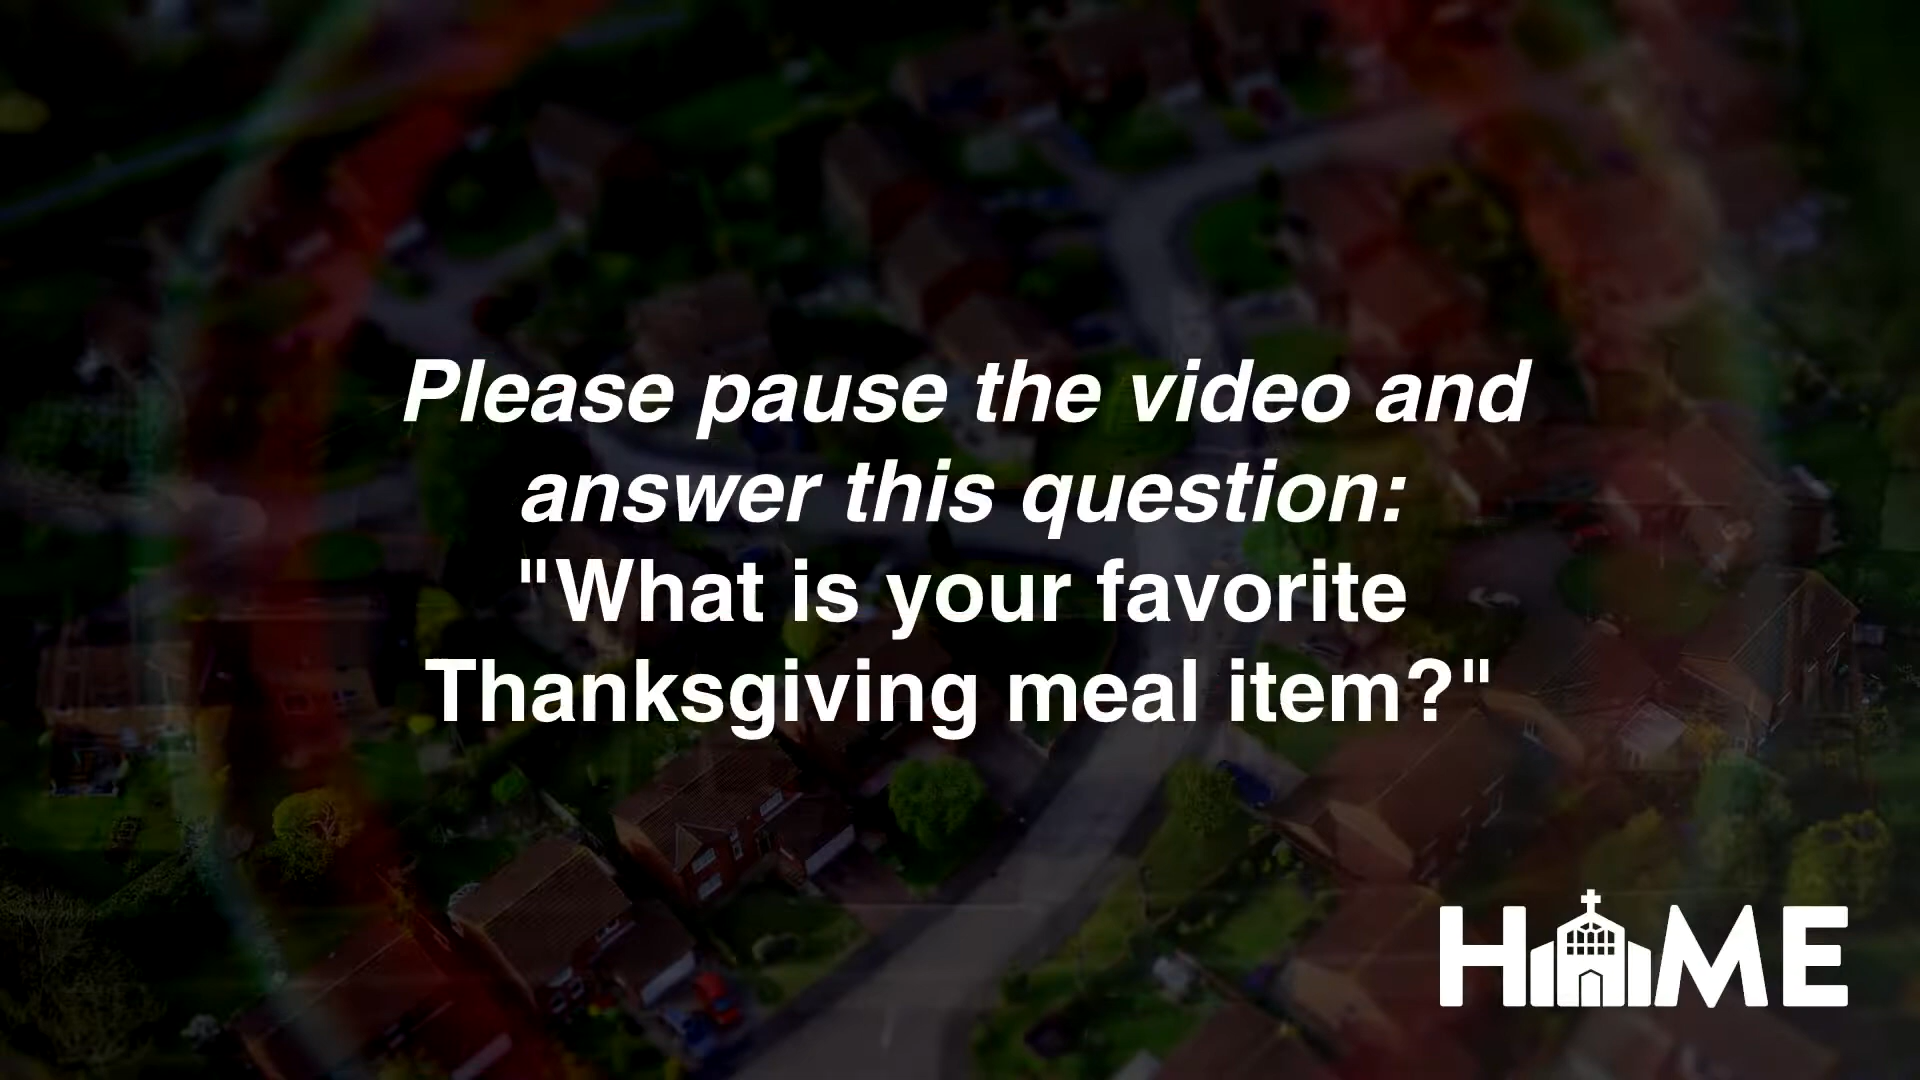 Please pause the video and
answer this question:
"What is your favorite
Thanksgiving meal item?"
HOME